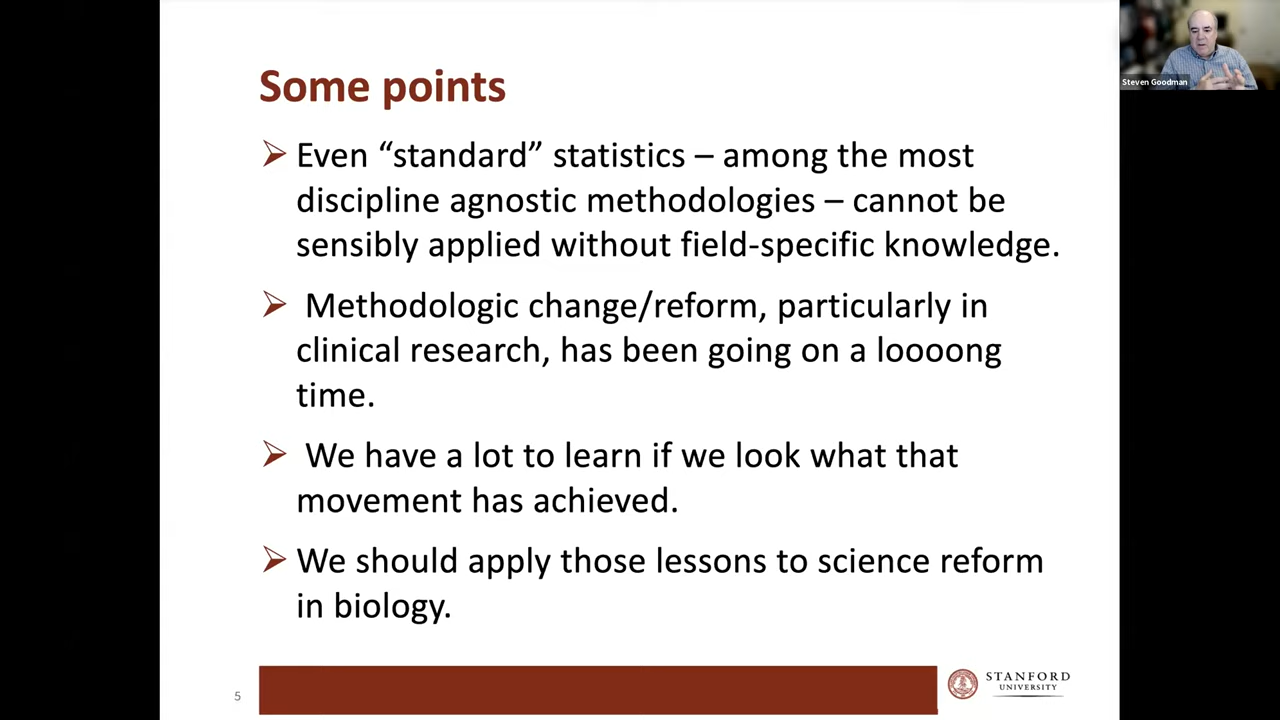 Steven Goodman
Some points
Even “standard” statistics – among the most
discipline agnostic methodologies – cannot be
sensibly applied without field-specific knowledge.
Methodologic change/reform, particularly in
clinical research, has been going on a loooong
time.
We have a lot to learn if we look what that
movement has achieved.
We should apply those lessons to science reform
in biology.
5
STANFORD
UNIVERSITY